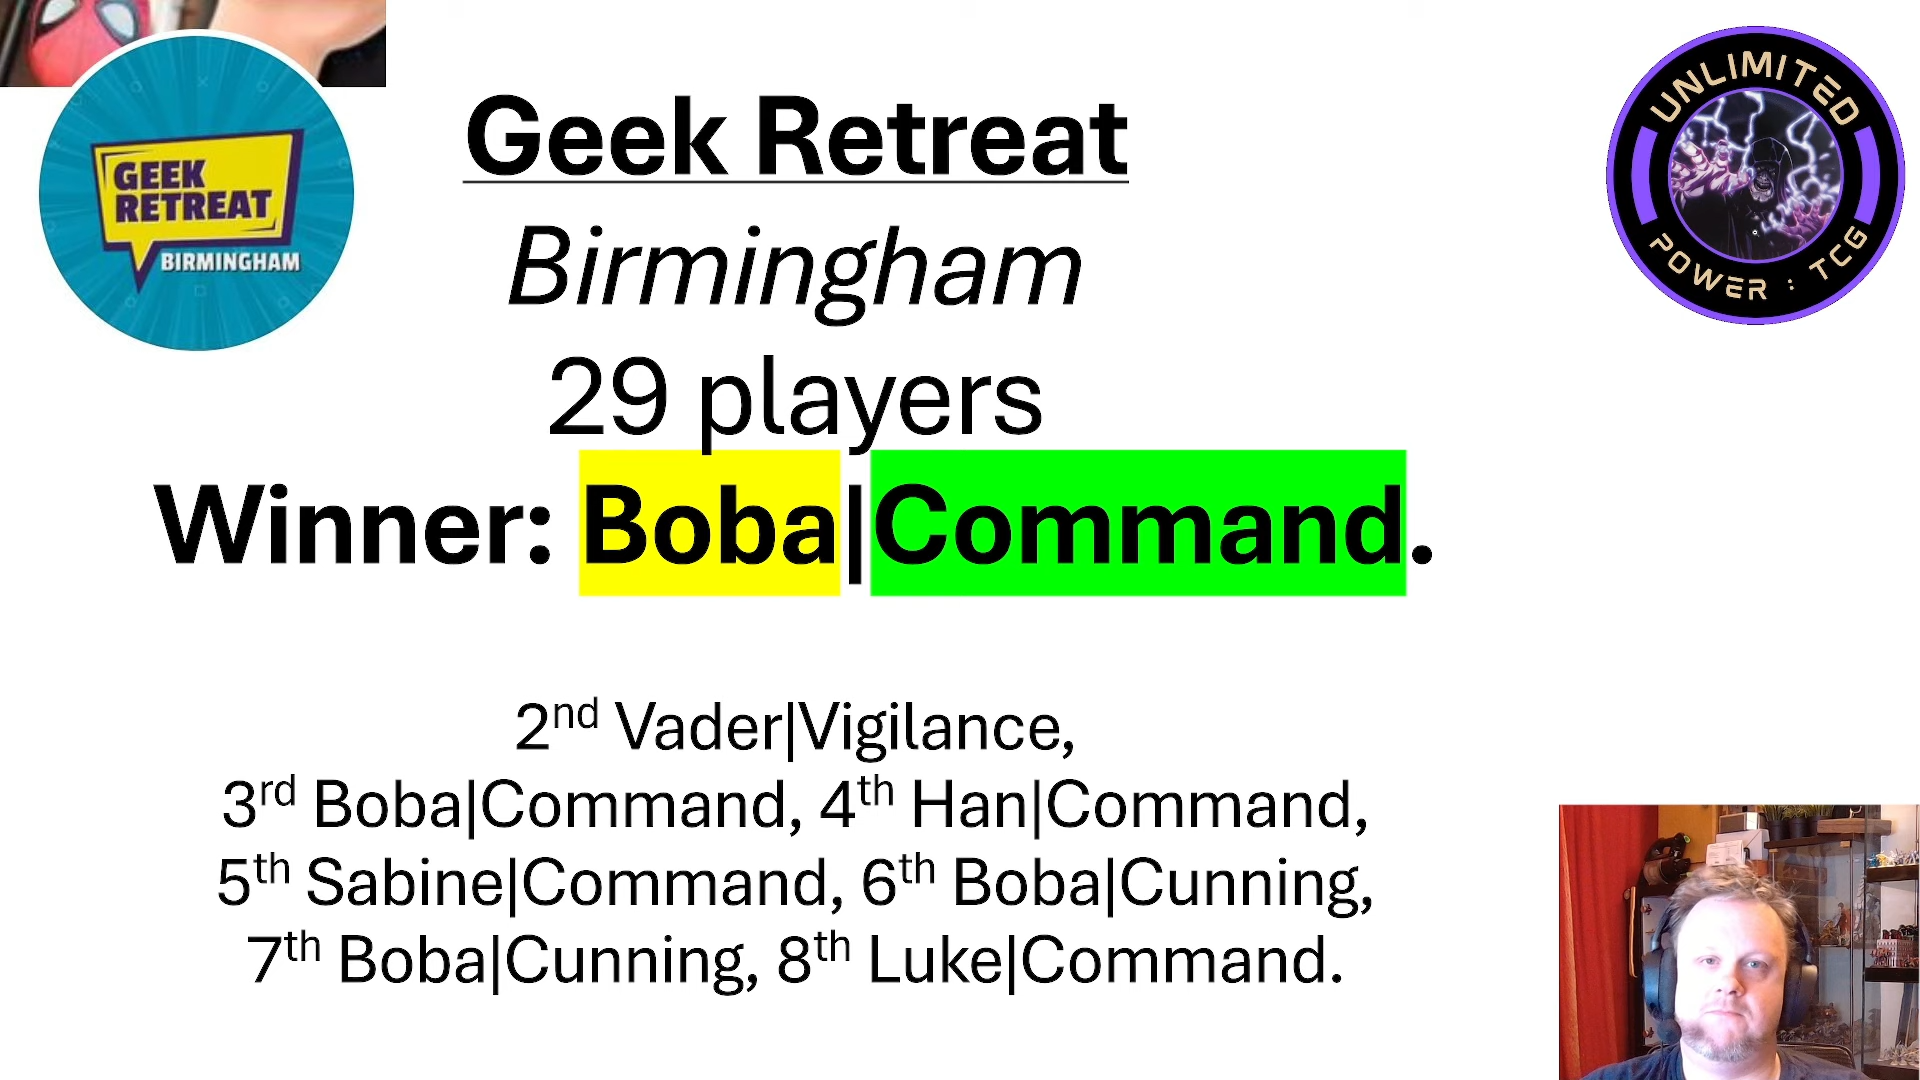 Geek Retreat
Birmingham
29 players
Winner: Boba|Command.
2nd Vader|Vigilance,
3rd Boba|Command, 4th Han|Command,
5th Sabine|Command, 6th Boba|Cunning,
7th Boba|Cunning, 8th Luke|Command.
GEEK
RETREAT
BIRMINGHAM
UNLIMITED
POWER : TCG